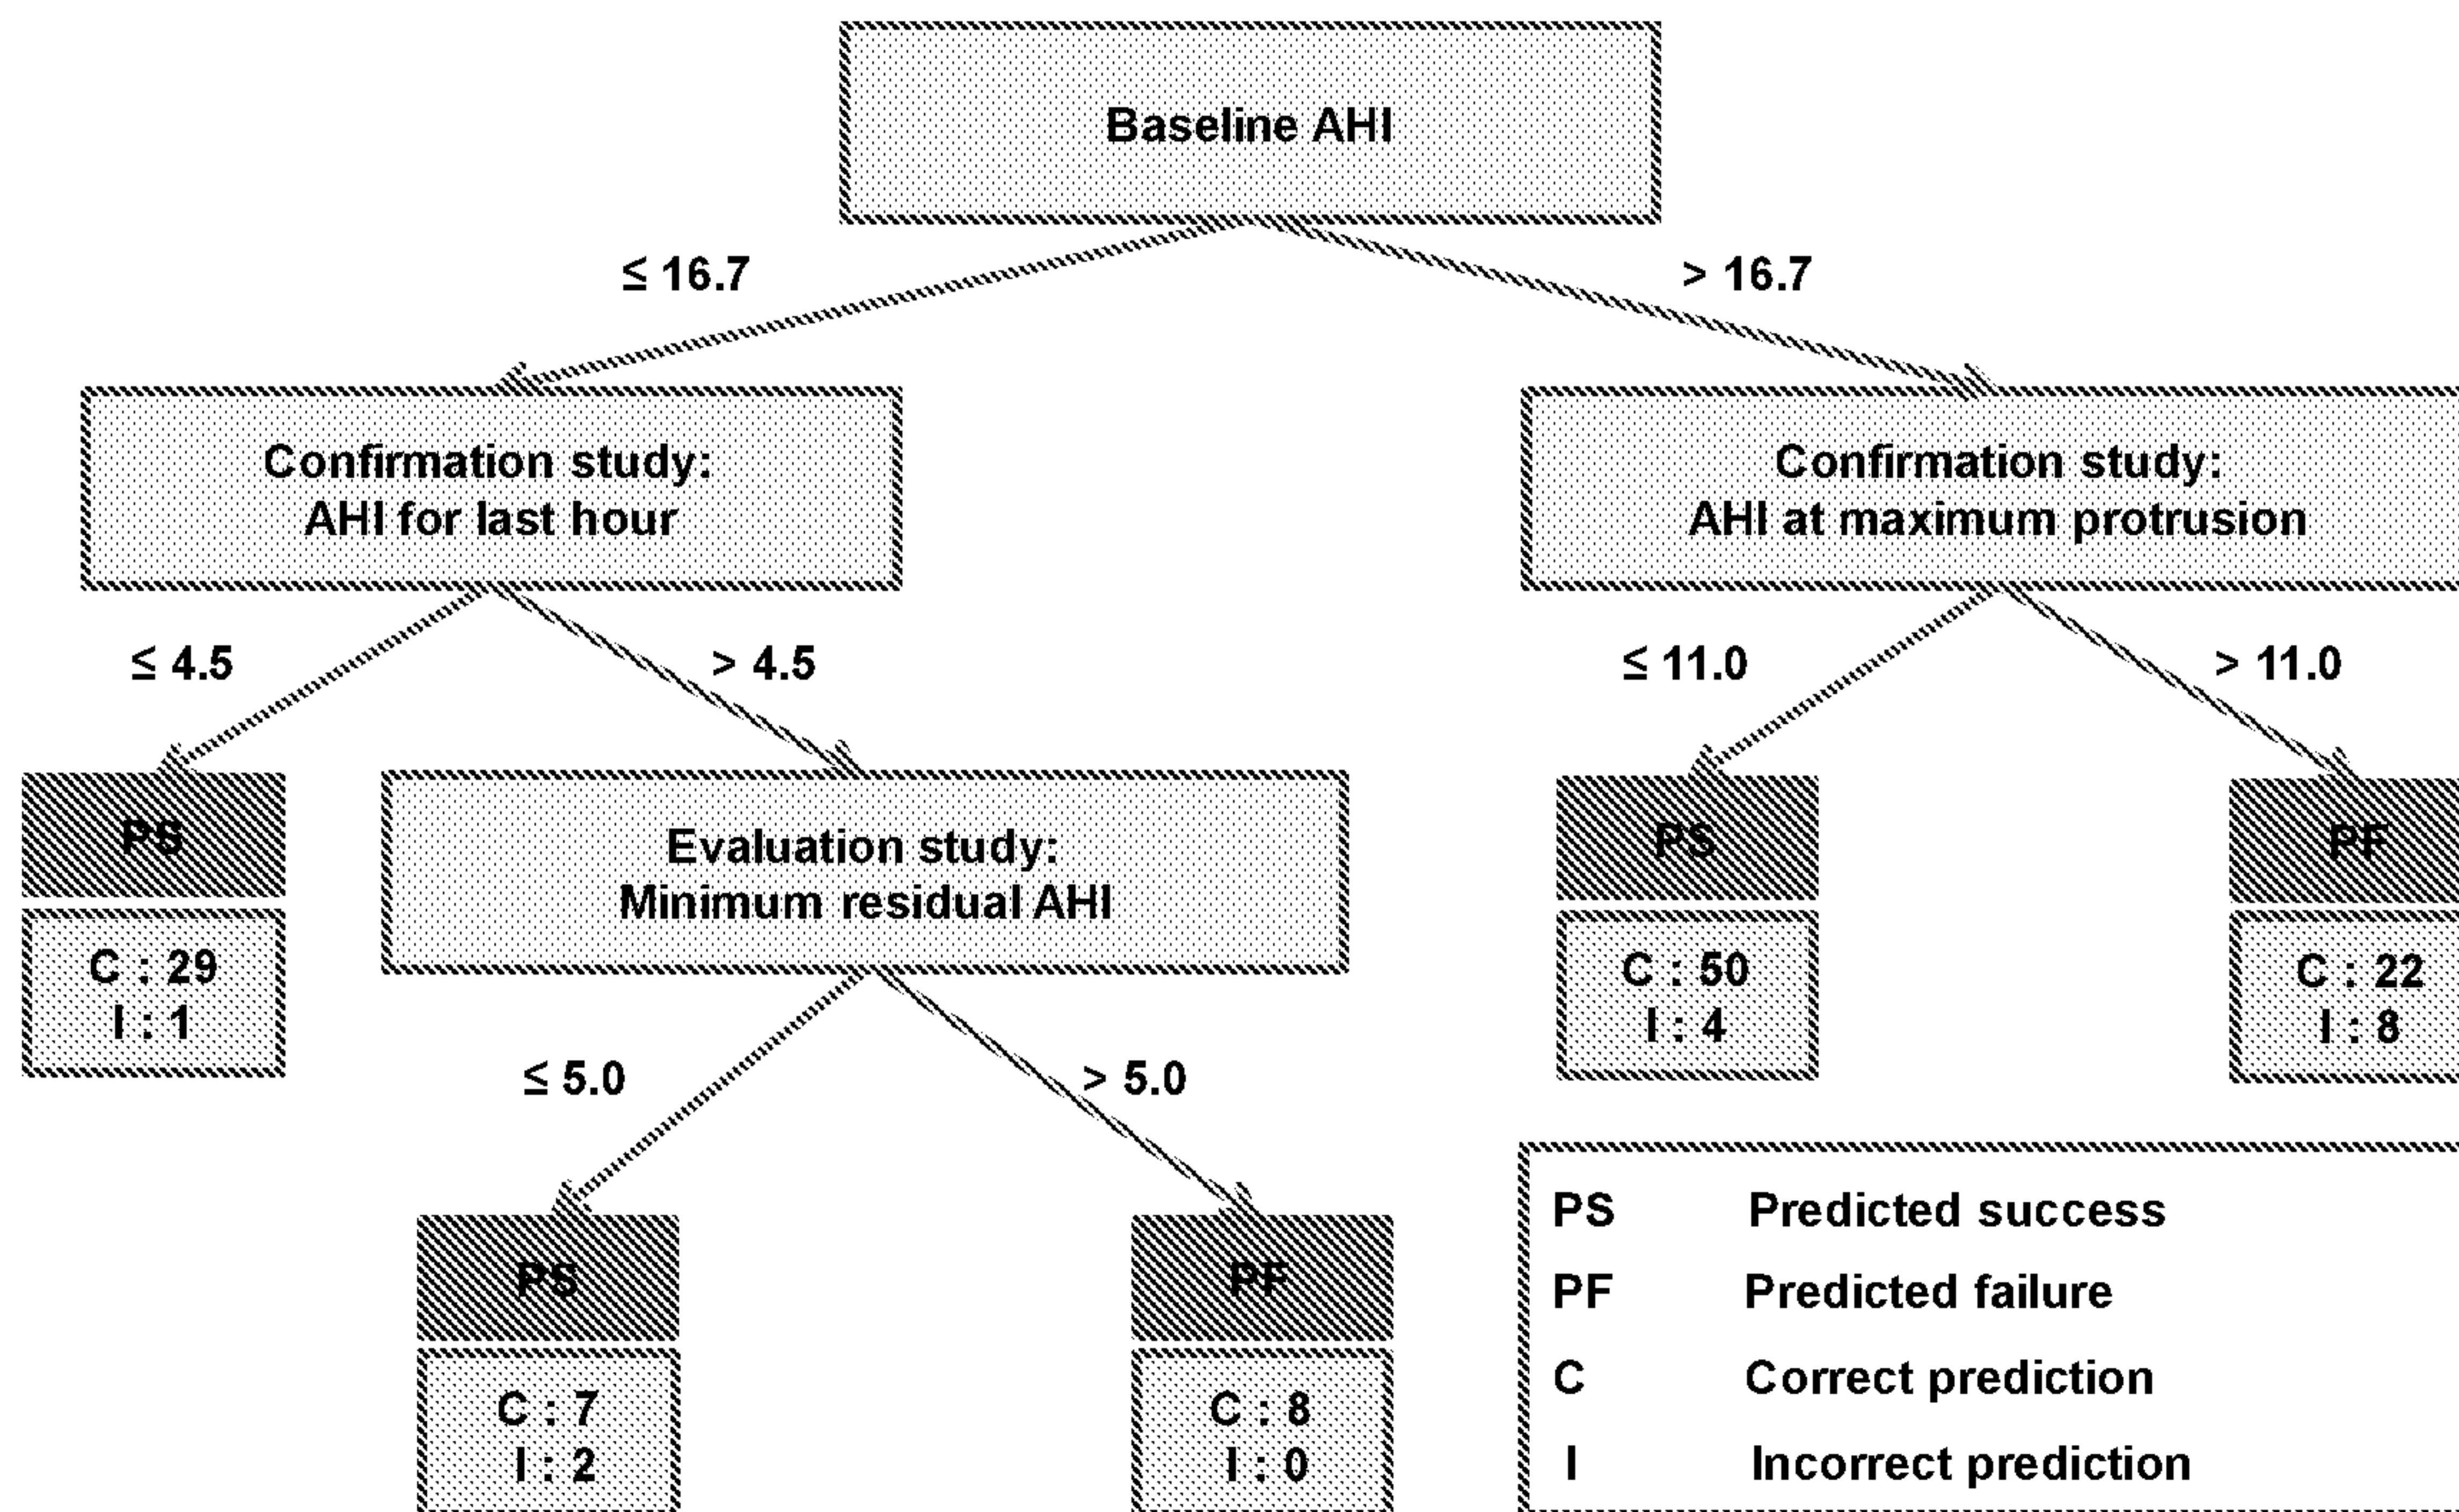 Baseline AHI
≤ 16.7
> 16.7
Confirmation study:
AHI for last hour
Confirmation study:
AHI at maximum protrusion
≤ 4.5
> 4.5
≤ 11.0
> 11.0
PS
Evaluation study:
Minimum residual AHI
PS
PF
C : 29
I : 1
C : 50
I : 4
C : 22
I : 8
≤ 5.0
> 5.0
PS
PF
C : 7
I : 2
C : 8
I : 0
PS Predicted success
PF Predicted failure
C Correct prediction
I Incorrect prediction